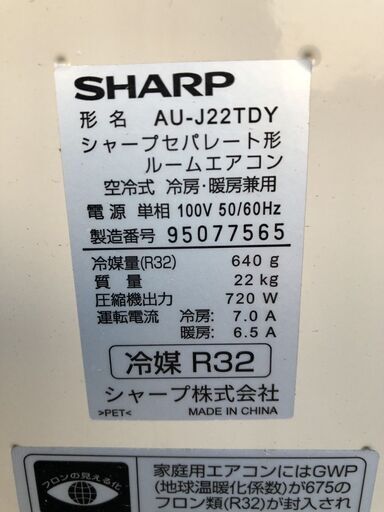 SHARP
形名 AU-J22TDY
シャープセパレート形
ルームエアコン
空冷式 冷房・暖房兼用
電源 単相 100V 50/60Hz
製造番号 95077565
冷媒量(R32) 640 g
質量 22 kg
圧縮機出力 720 W
運転電流 冷房: 7.0 A
暖房: 6.5 A
冷媒 R32
シャープ株式会社
>PET< MADE IN CHINA
フロンの見える化
家庭用エアコンにはGWP
(地球温暖化係数)が675の
フロン類(R32)が封入され